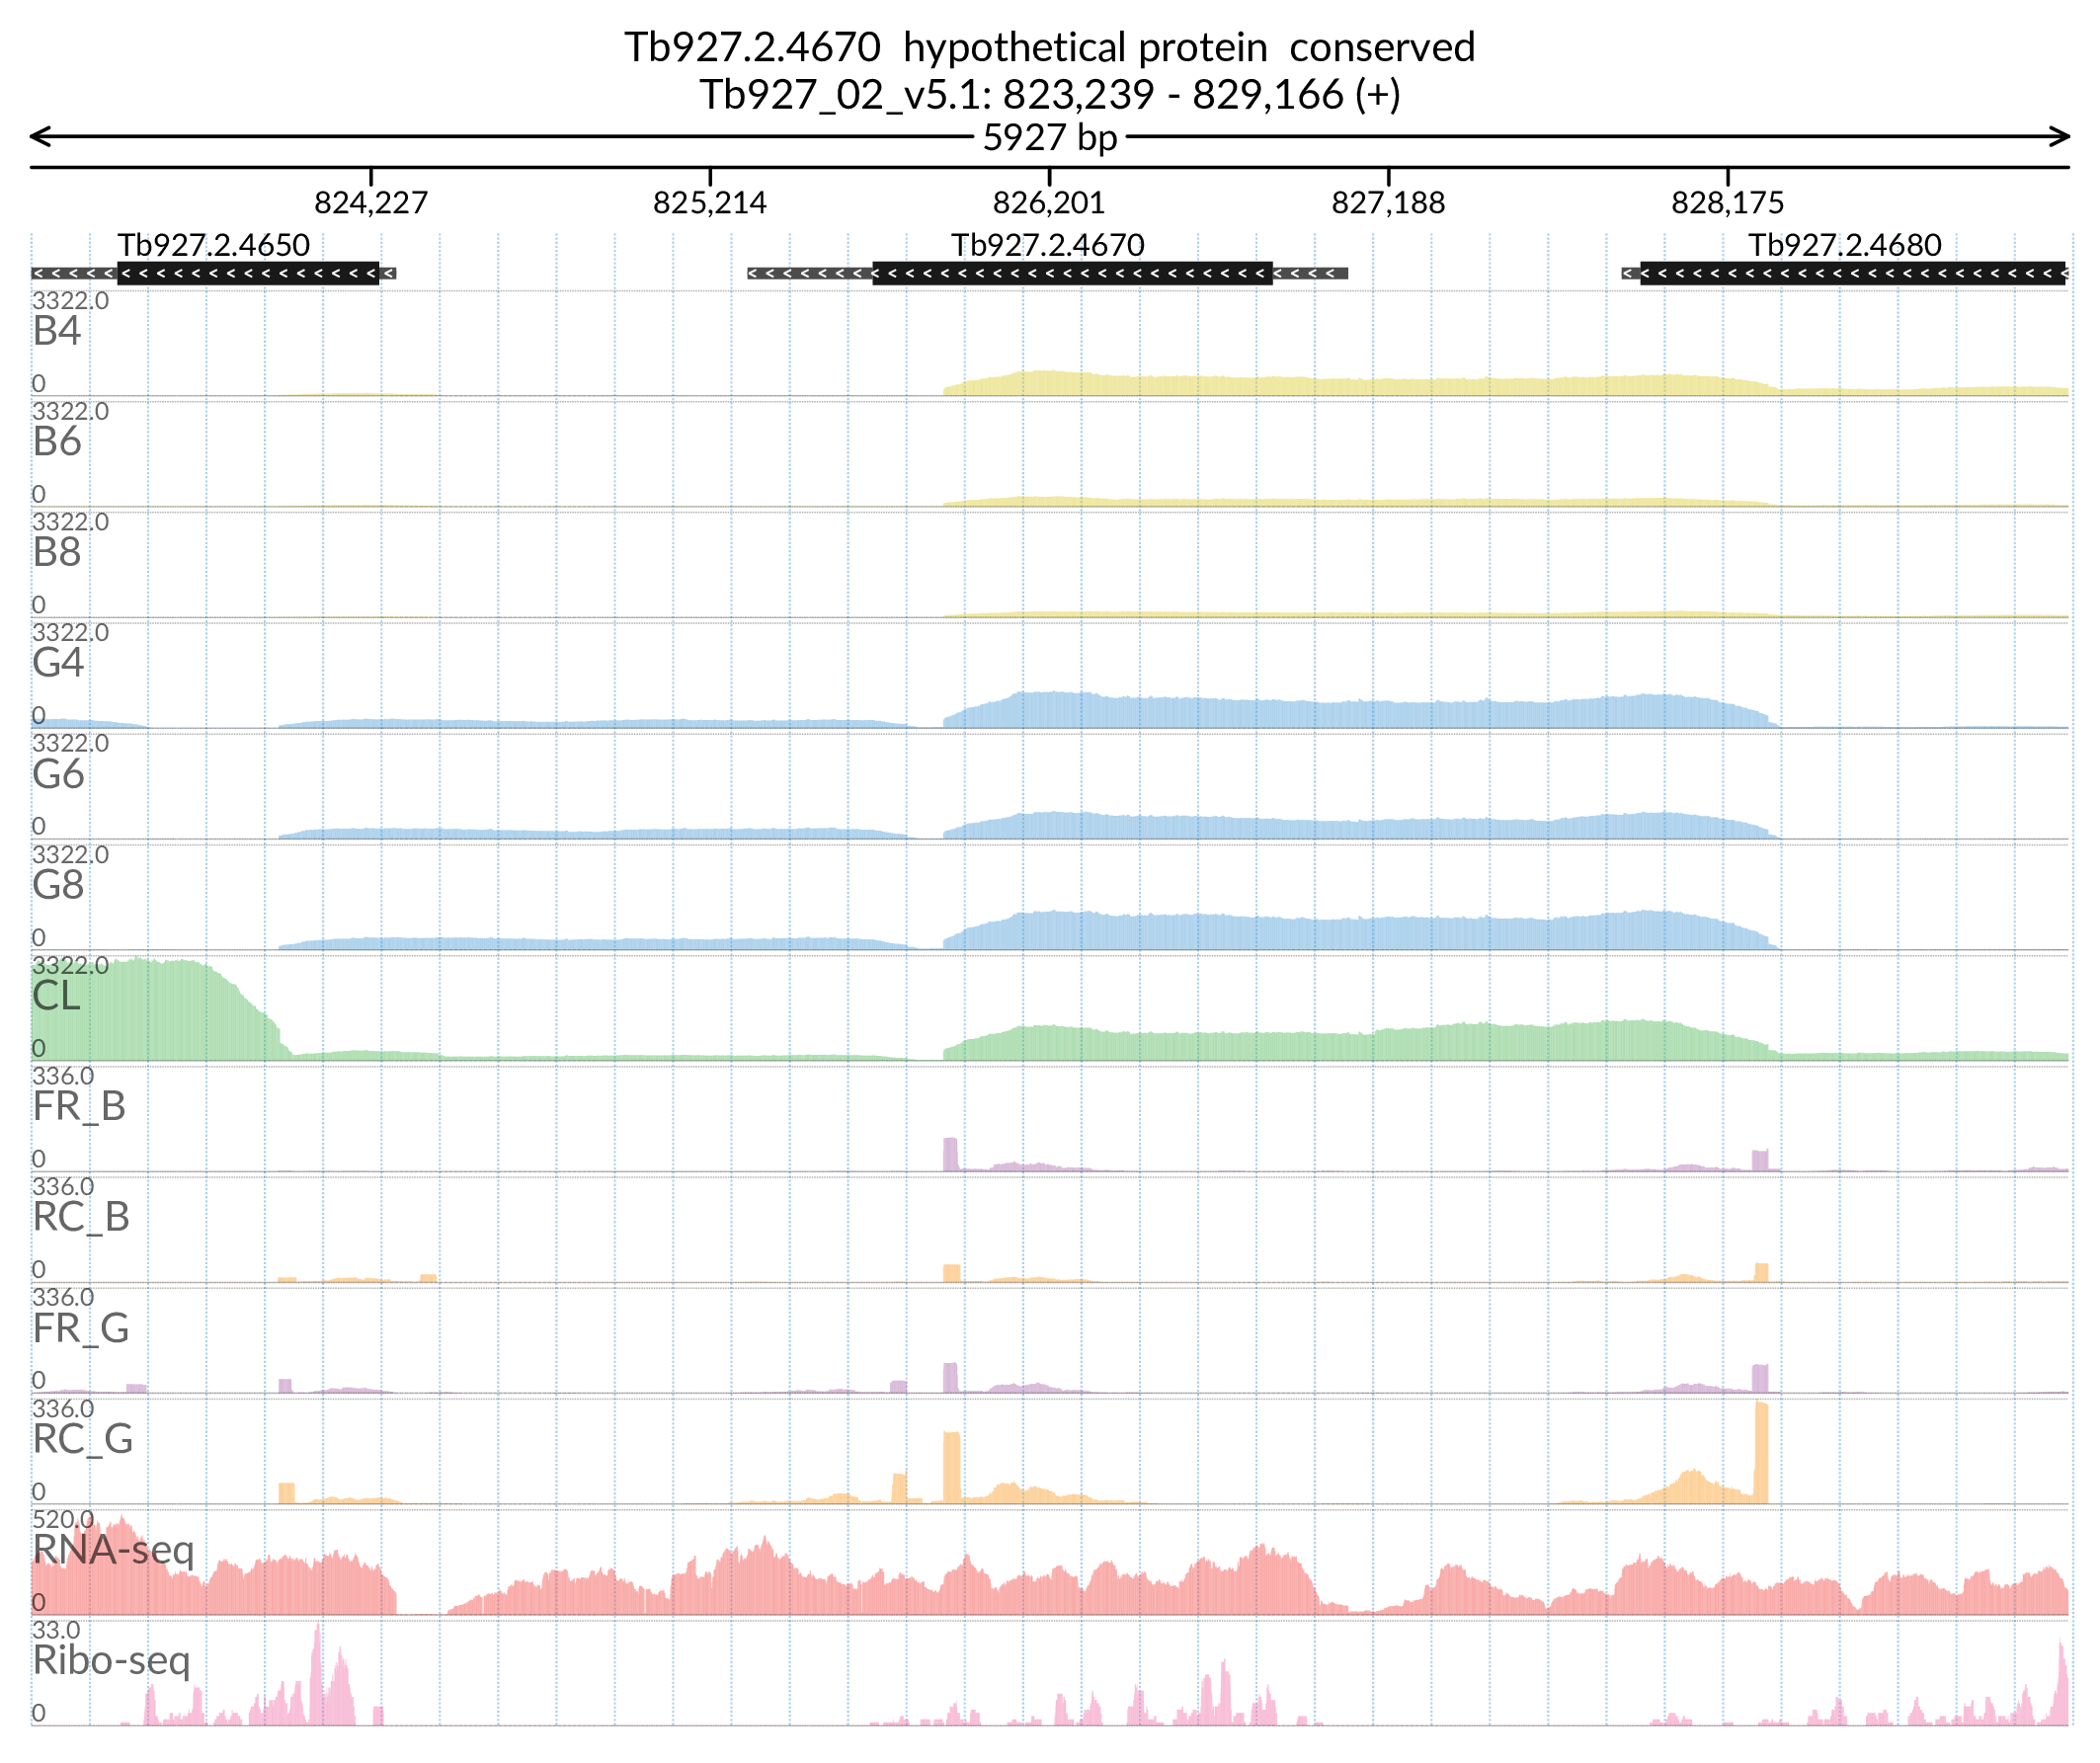 Tb927.2.4670 hypothetical protein conserved
Tb927_02_v5.1: 823,239 - 829,166 (+)
5927 bp
824,227 825,214 826,201 827,188 828,175
Tb927.2.4650 Tb927.2.4670 Tb927.2.4680
3322.0
B4
0
3322.0
B6
0
3322.0
B8
0
3322.0
G4
0
3322.0
G6
0
3322.0
G8
0
3322.0
CL
0
336.0
FR_B
0
336.0
RC_B
0
336.0
FR_G
0
336.0
RC_G
0
520.0
RNA-seq
0
33.0
Ribo-seq
0